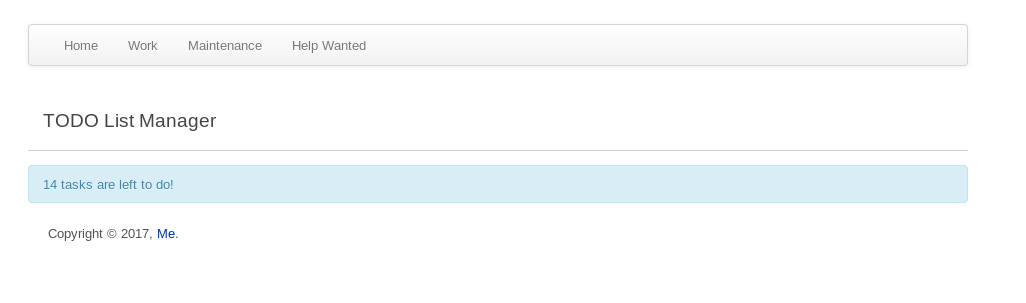 Home Work Maintenance Help Wanted
TODO List Manager
14 tasks are left to do!
Copyright © 2017, Me.